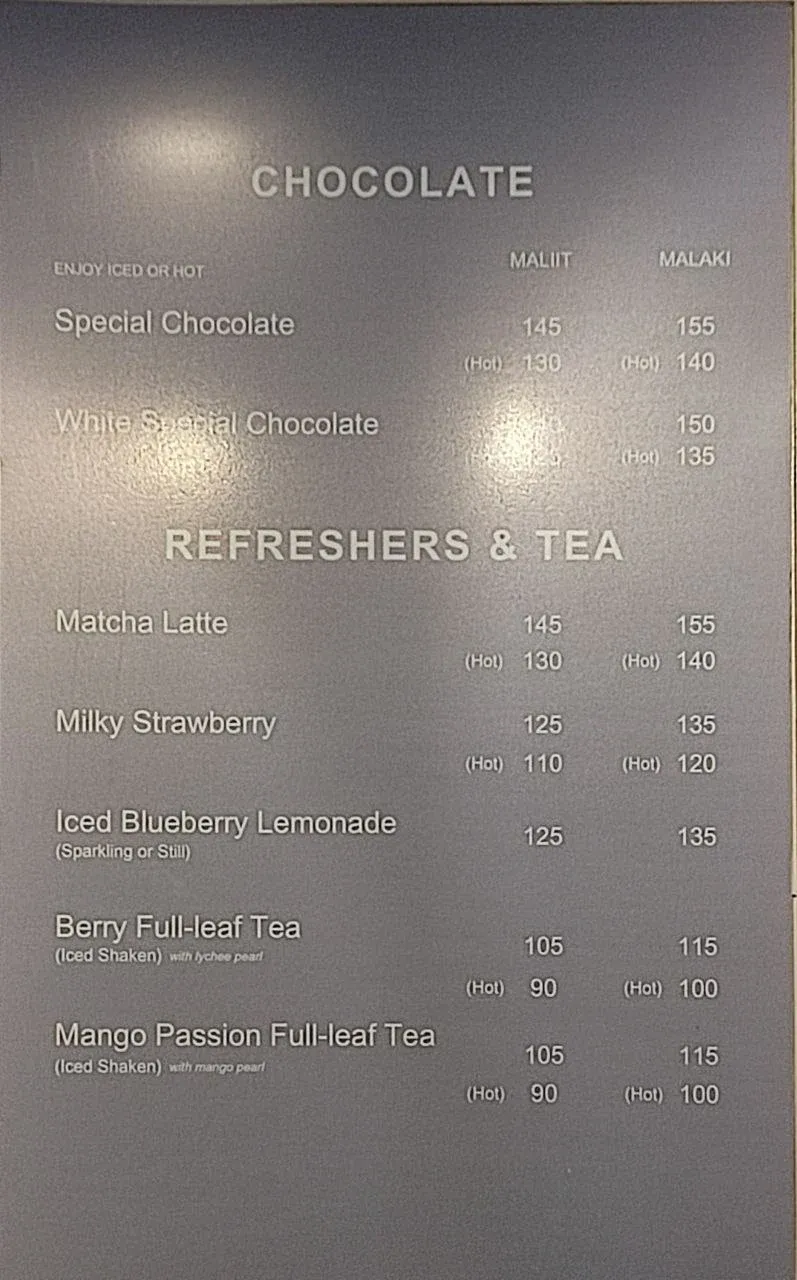 CHOCOLATE
ENJOY ICED OR HOT MALIIT MALAKI
Special Chocolate 145 155
(Hot) 130 (Hot) 140
White Special Chocolate 150
(Hot) 135
REFRESHERS & TEA
Matcha Latte 145 155
(Hot) 130 (Hot) 140
Milky Strawberry 125 135
(Hot) 110 (Hot) 120
Iced Blueberry Lemonade
(Sparkling or Still) 125 135
Berry Full-leaf Tea
(Iced Shaken) with lychee pearl 105 115
(Hot) 90 (Hot) 100
Mango Passion Full-leaf Tea
(Iced Shaken) with mango pearl 105 115
(Hot) 90 (Hot) 100